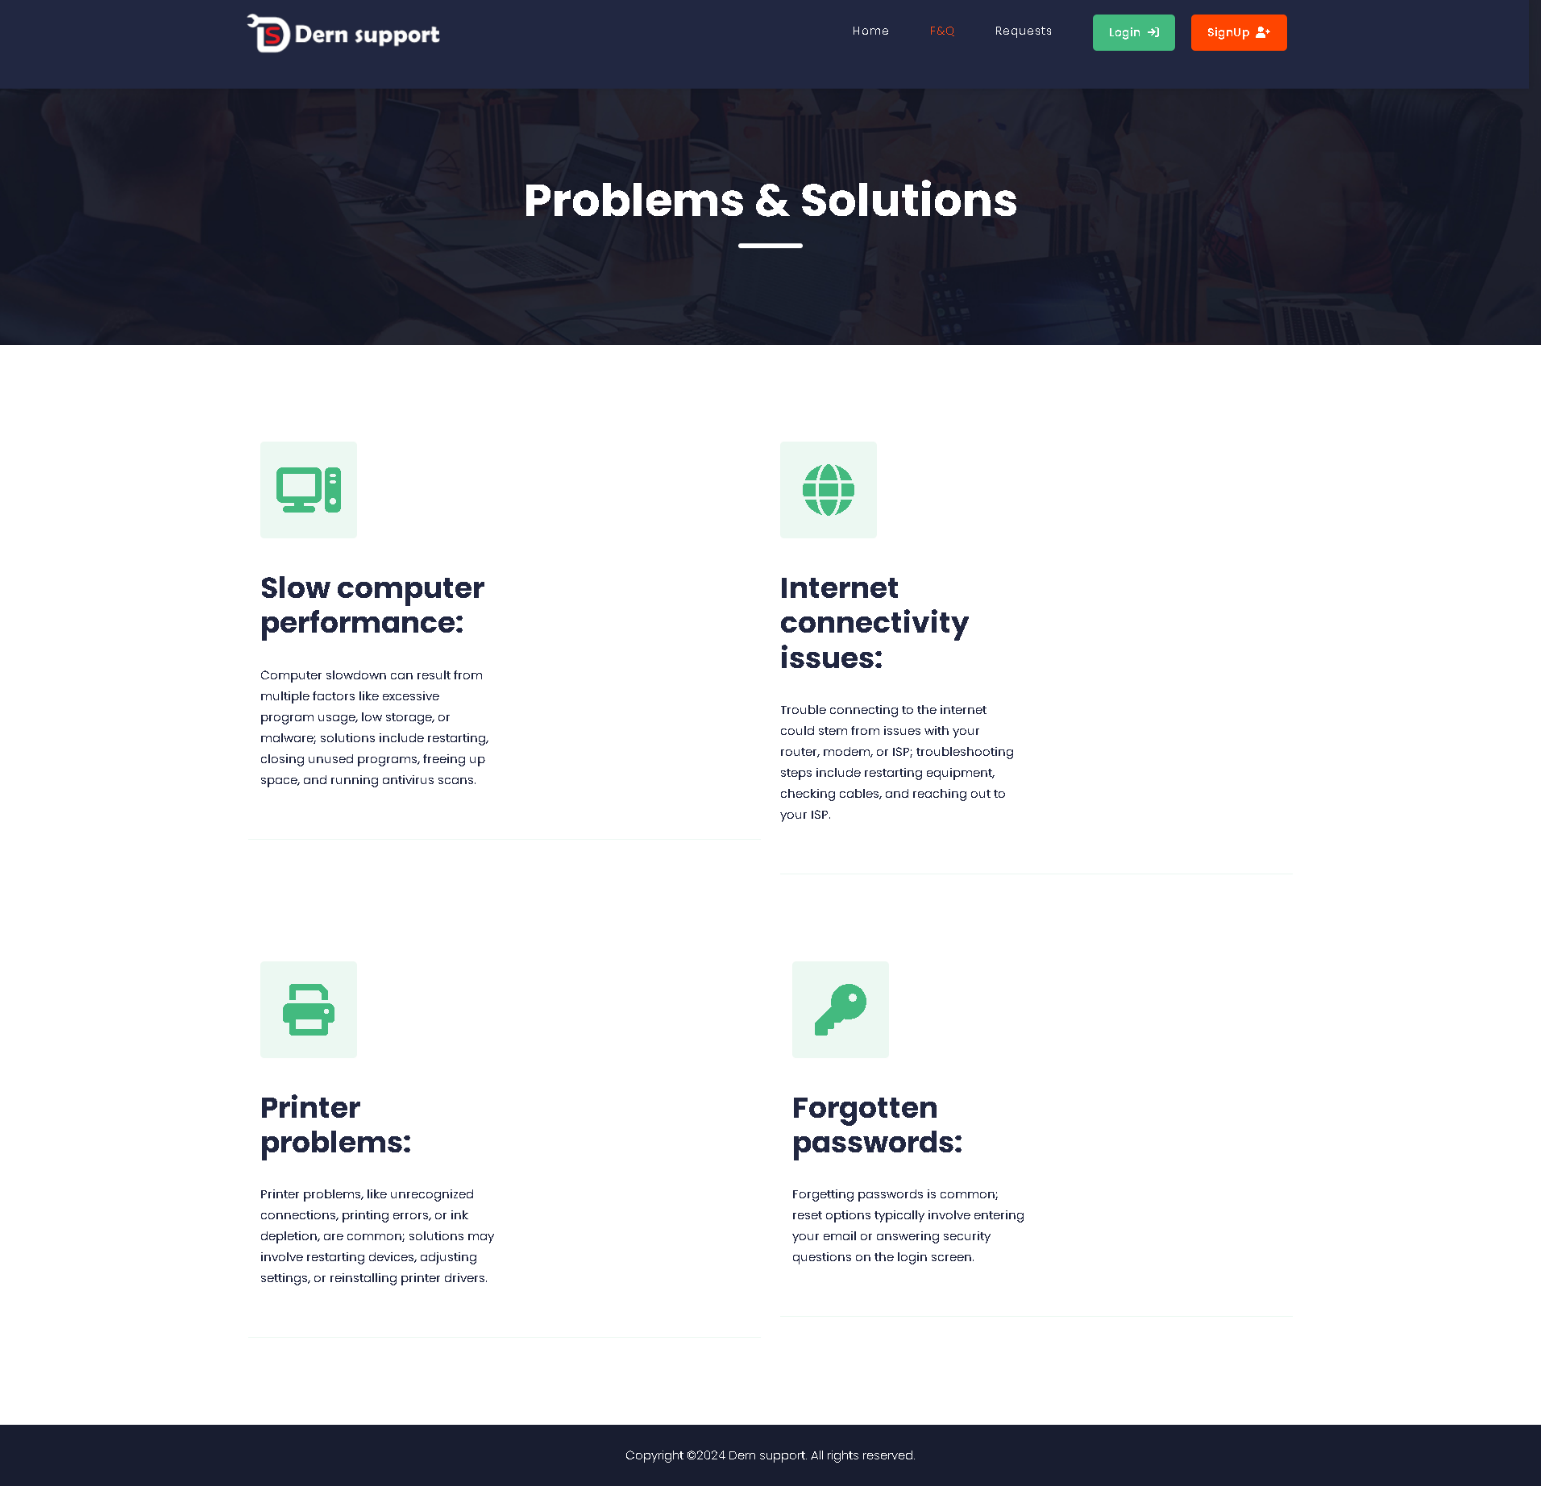 Dern support
Home
F&Q
Requests
Login
SignUp
Problems & Solutions
Slow computer
performance:
Computer slowdown can result from
multiple factors like excessive
program usage, low storage, or
malware; solutions include restarting,
closing unused programs, freeing up
space, and running antivirus scans.
Internet
connectivity
issues:
Trouble connecting to the internet
could stem from issues with your
router, modem, or ISP; troubleshooting
steps include restarting equipment,
checking cables, and reaching out to
your ISP.
Printer
problems:
Printer problems, like unrecognized
connections, printing errors, or ink
depletion, are common; solutions may
involve restarting devices, adjusting
settings, or reinstalling printer drivers.
Forgotten
passwords:
Forgetting passwords is common;
reset options typically involve entering
your email or answering security
questions on the login screen.
Copyright ©2024 Dern support. All rights reserved.